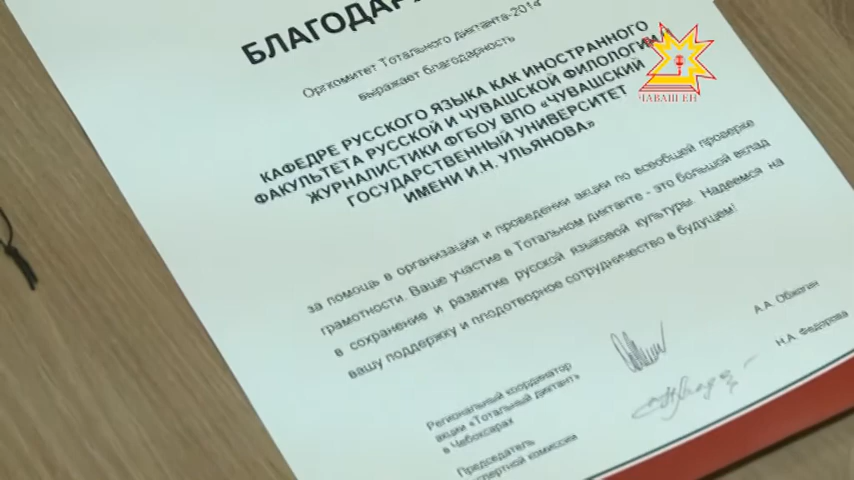 БЛАГОДАР
Оргкомитет Тотального диктанта-2014
выражает благодарность
КАФЕДРЕ РУССКОГО ЯЗЫКА КАК ИНОСТРАННОГО
ФАКУЛЬТЕТА РУССКОЙ И ЧУВАШСКОЙ ФИЛОЛОГИИ И
ЖУРНАЛИСТИКИ ФГБОУ ВПО «ЧУВАШСКИЙ
ГОСУДАРСТВЕННЫЙ УНИВЕРСИТЕТ
ИМЕНИ И.Н. УЛЬЯНОВА»
за помощь в организации и проведении акции по всеобщей проверке
грамотности. Ваше участие в Тотальном диктанте - это большой вклад
в сохранение и развитие русской языковой культуры. Надеемся на
вашу поддержку и плодотворное сотрудничество в будущем!
Региональный координатор
акции «Тотальный диктант»
в Чебоксарах
А.А. Обжогин
Председатель
спертной комиссии
Н.А. Федорова
ЧĂВАШ ЕН